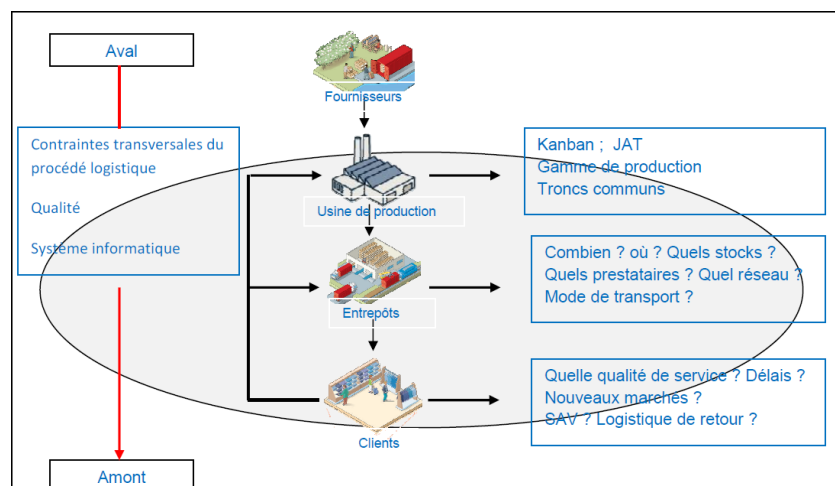 Aval
Fournisseurs
Contraintes transversales du
procédé logistique
Qualité
Système informatique
Usine de production
Kanban ; JAT
Gamme de production
Troncs communs
Entrepôts
Combien ? où ? Quels stocks ?
Quels prestataires ? Quel réseau ?
Mode de transport ?
Clients
Quelle qualité de service ? Délais ?
Nouveaux marchés ?
SAV ? Logistique de retour ?
Amont